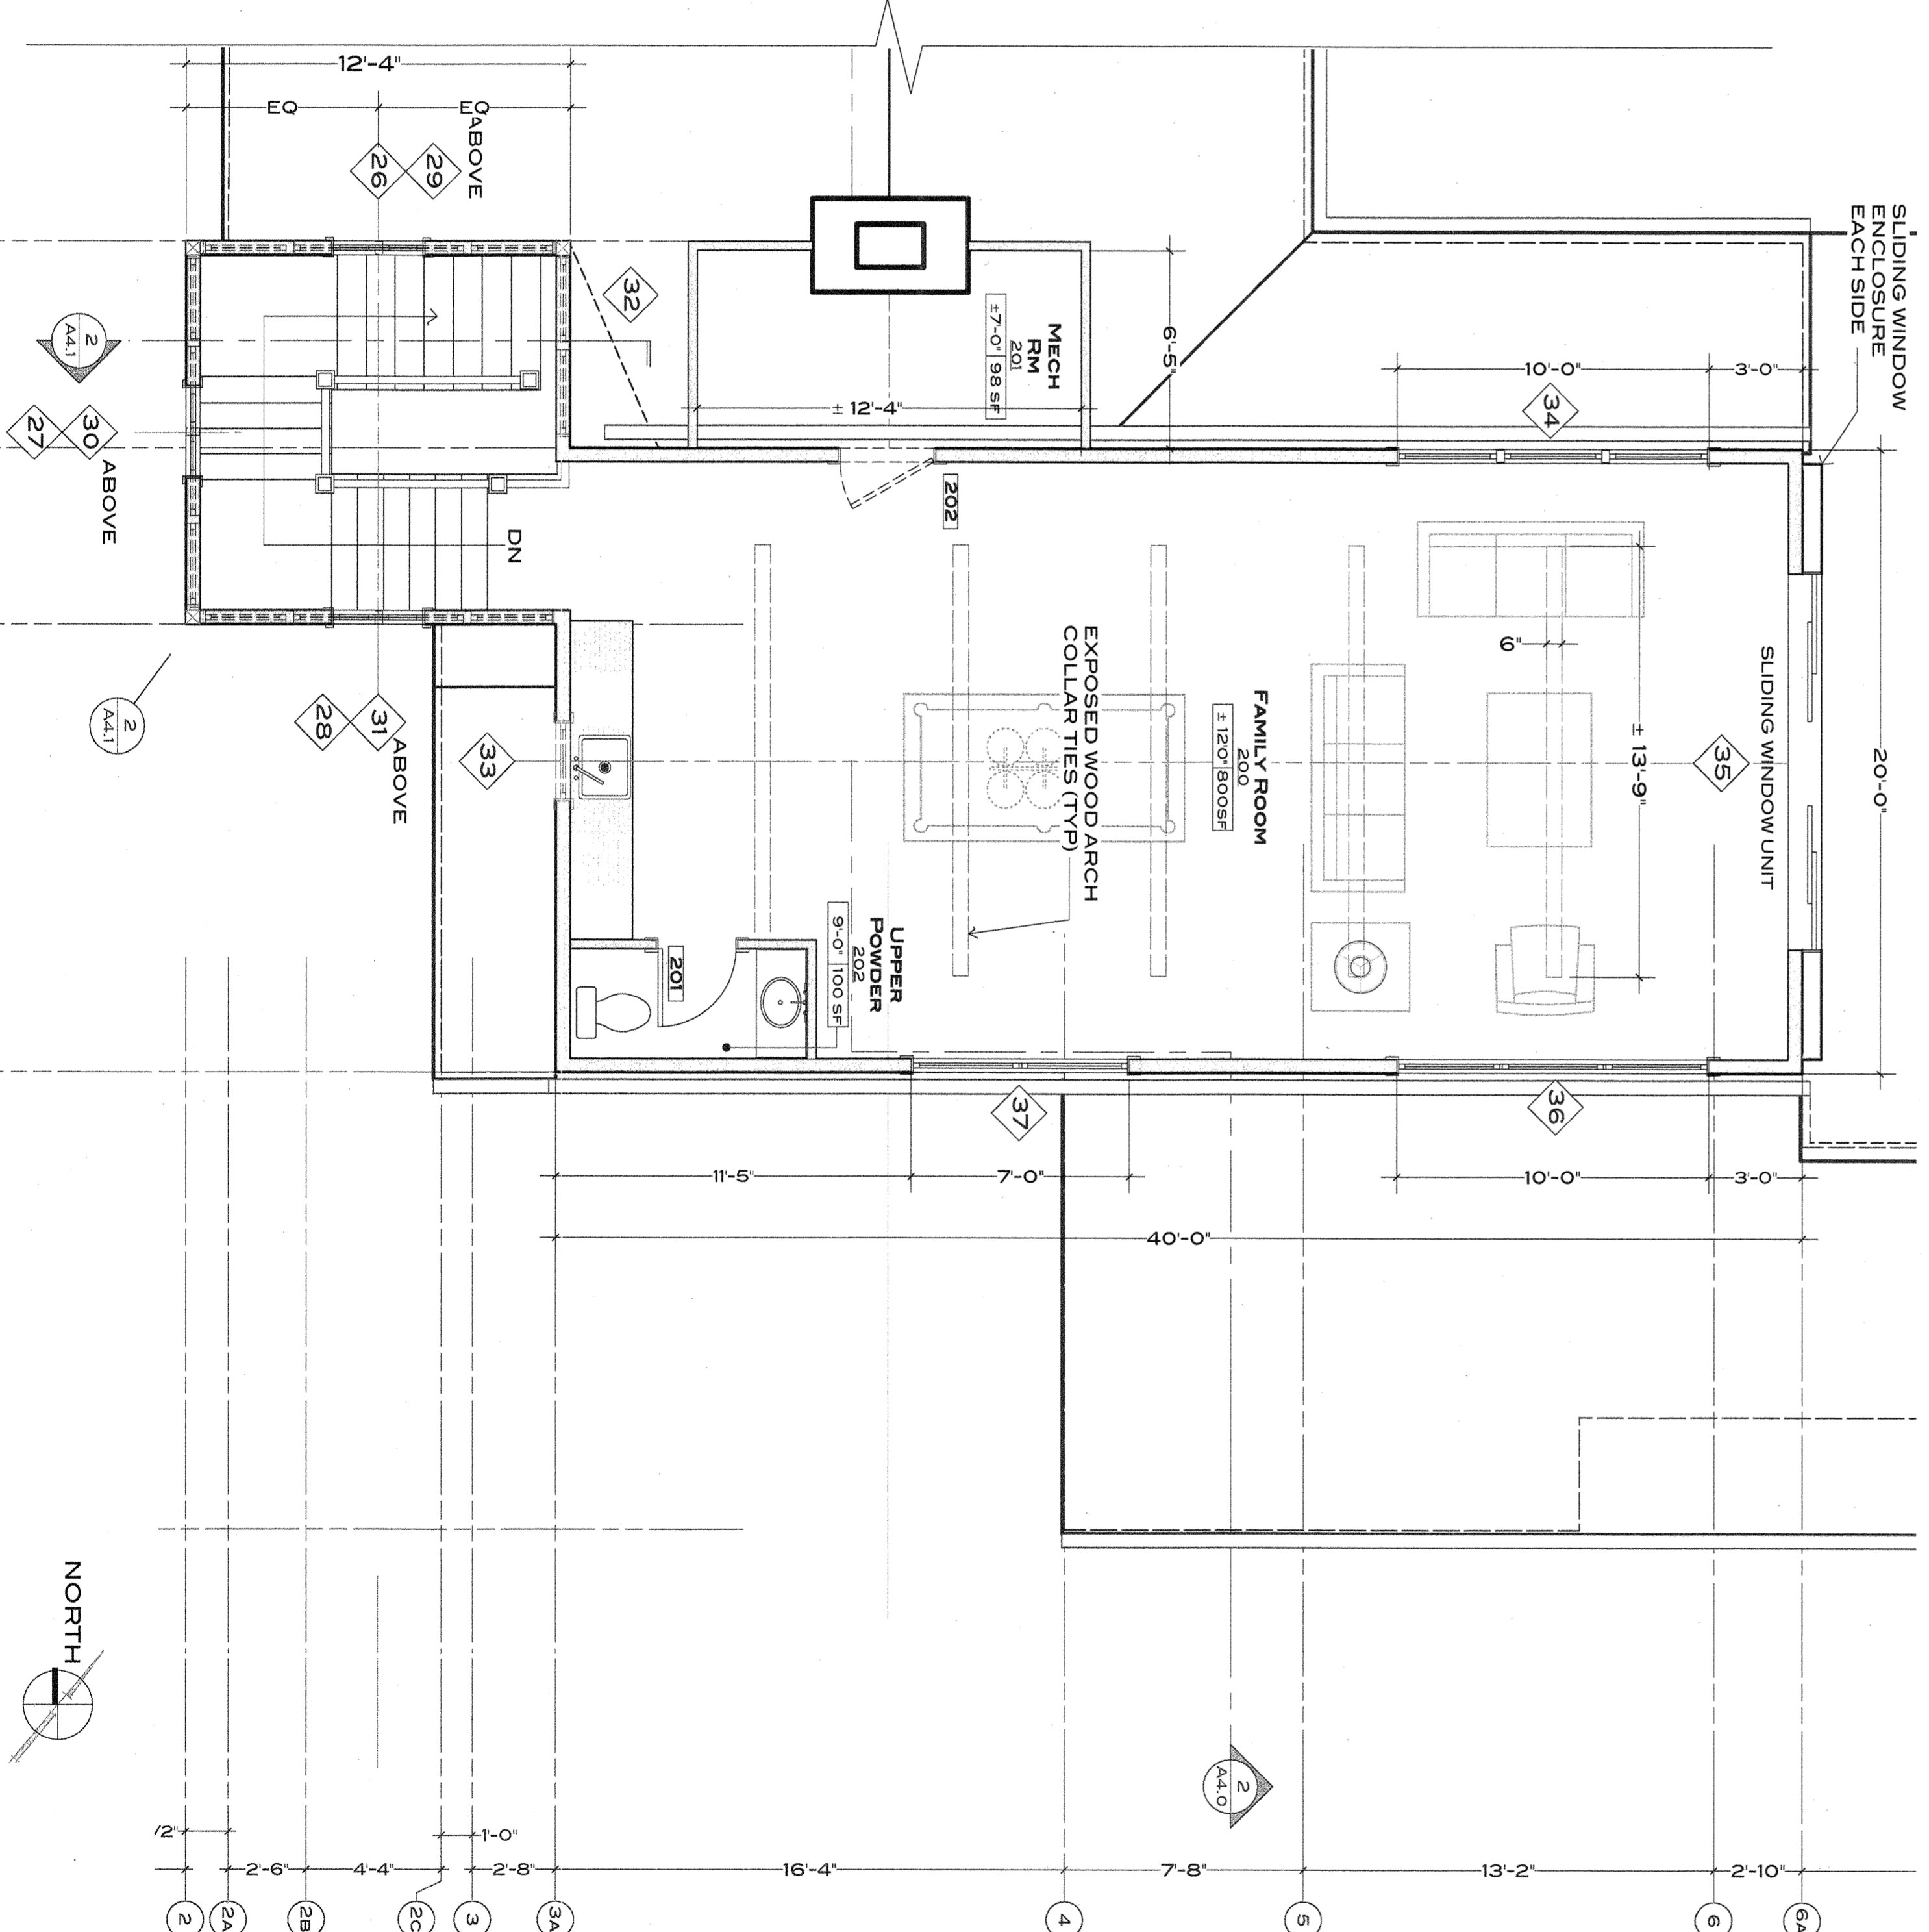 12'-4"
EQ
EQ
ABOVE
26
29
SLIDING WINDOW
ENCLOSURE
EACH SIDE
32
MECH
RM
201
±7'-0" 98 SF
6'-5"
± 12'-4"
10'-0"
3'-0"
34
2
A4.1
27
30
ABOVE
DN
202
6"
± 13'-9"
SLIDING WINDOW UNIT
35
20'-0"
EXPOSED WOOD ARCH
COLLAR TIES (TYP)
FAMILY ROOM
200
± 12'0" 800SF
2
A4.1
28
31
ABOVE
33
UPPER
POWDER
202
9'-0" 100 SF
201
37
36
11'-5"
7'-0"
10'-0"
3'-0"
40'-0"
NORTH
2
A4.0
/2"
1'-0"
2'-6"
4'-4"
2'-8"
16'-4"
7'-8"
13'-2"
2'-10"
2
2A
2B
2C
3
3A
4
5
6
6A